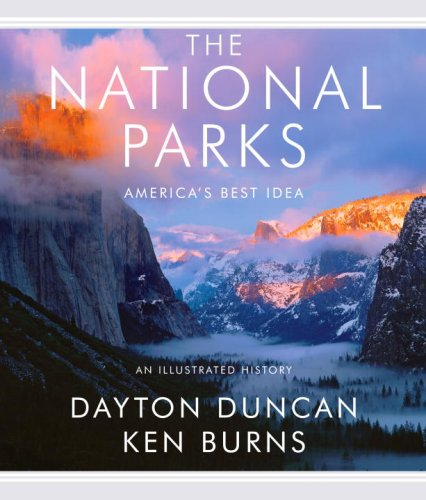 THE
NATIONAL
PARKS
AMERICA'S BEST IDEA
AN ILLUSTRATED HISTORY
DAYTON DUNCAN
KEN BURNS